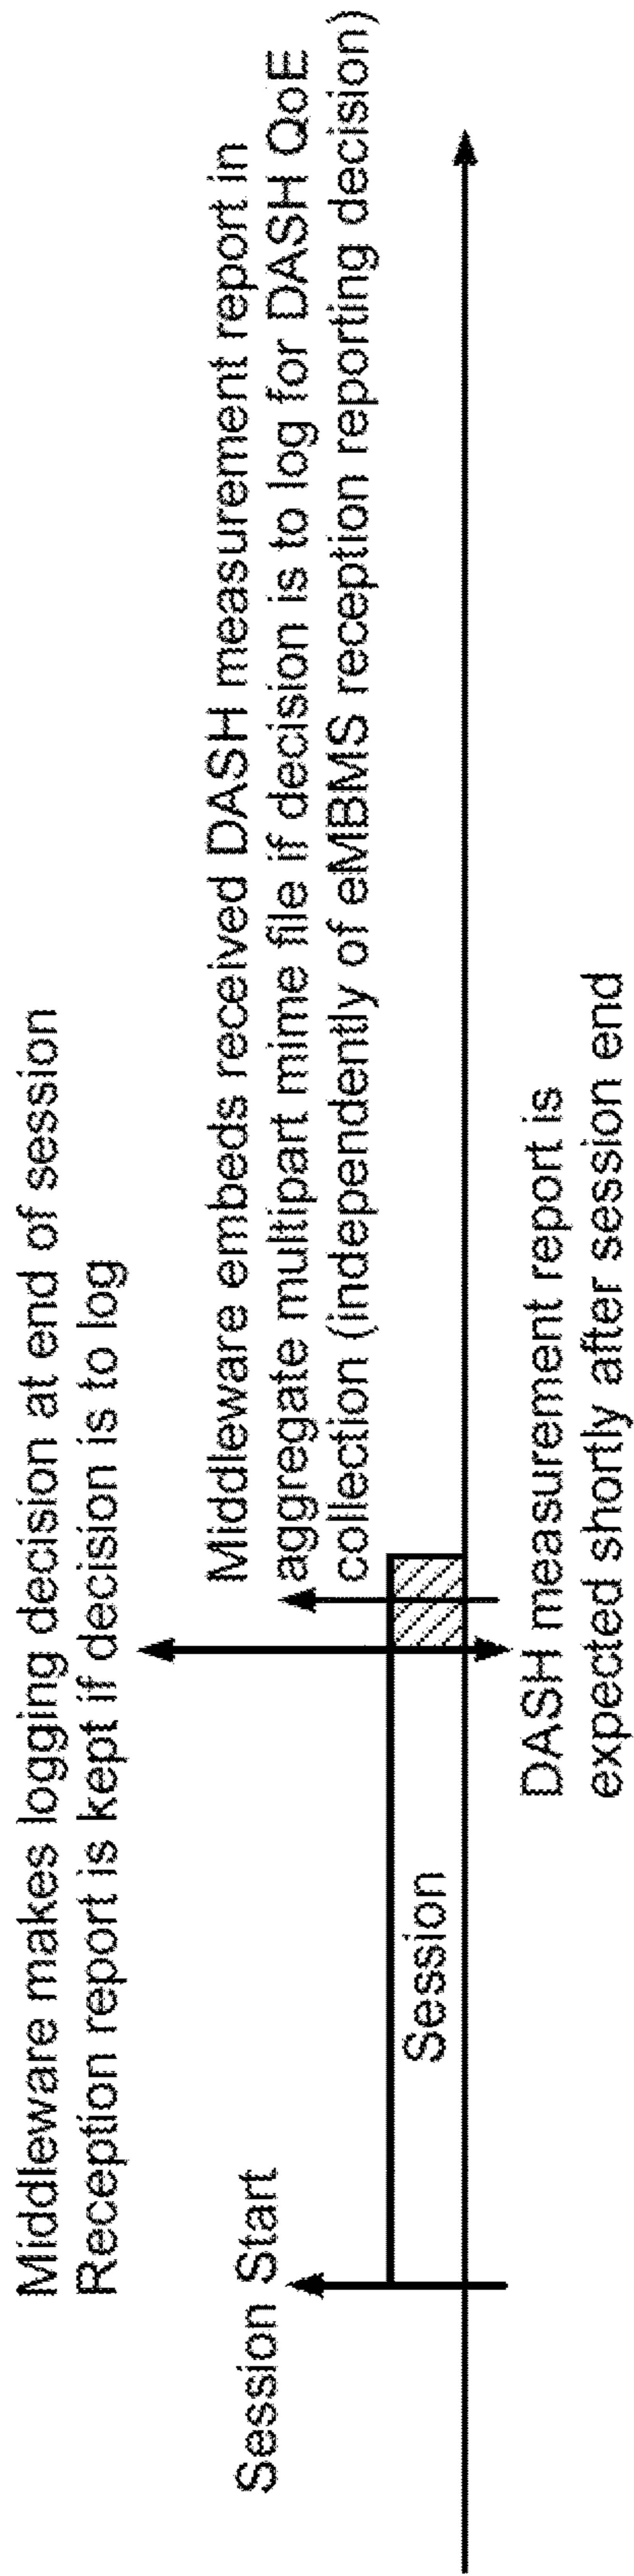 Middleware makes logging decision at end of session
Reception report is kept if decision is to log
Middleware embeds received DASH measurement report in
aggregate multipart mime file if decision is to log for DASH QoE
collection (independently of eMBMS reception reporting decision)
Session Start
Session
DASH measurement report is
expected shortly after session end